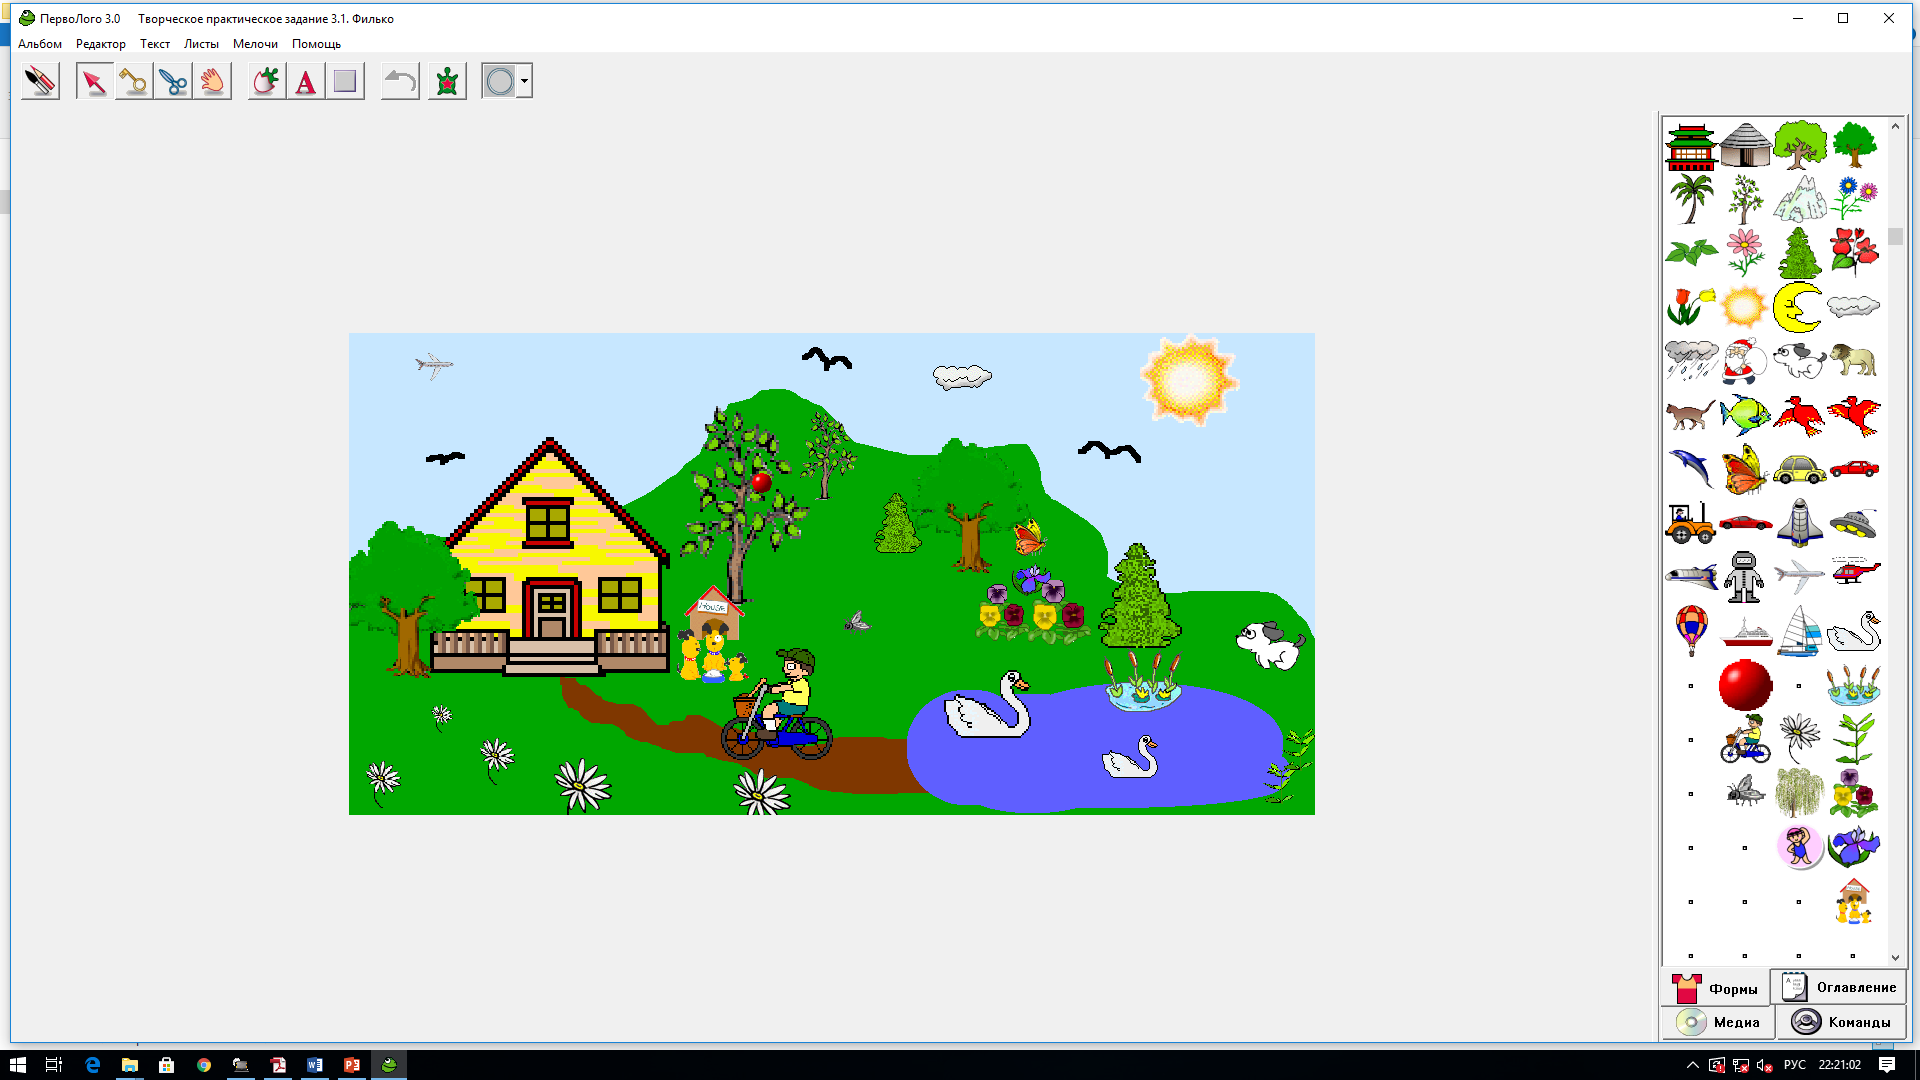 ПервоЛого 3.0 Творческое практическое задание 3.1. Филько
Альбом Редактор Текст Листы Мелочи Помощь
HOUSE
Формы Оглавление
Медиа Команды
РУС 22:21:02